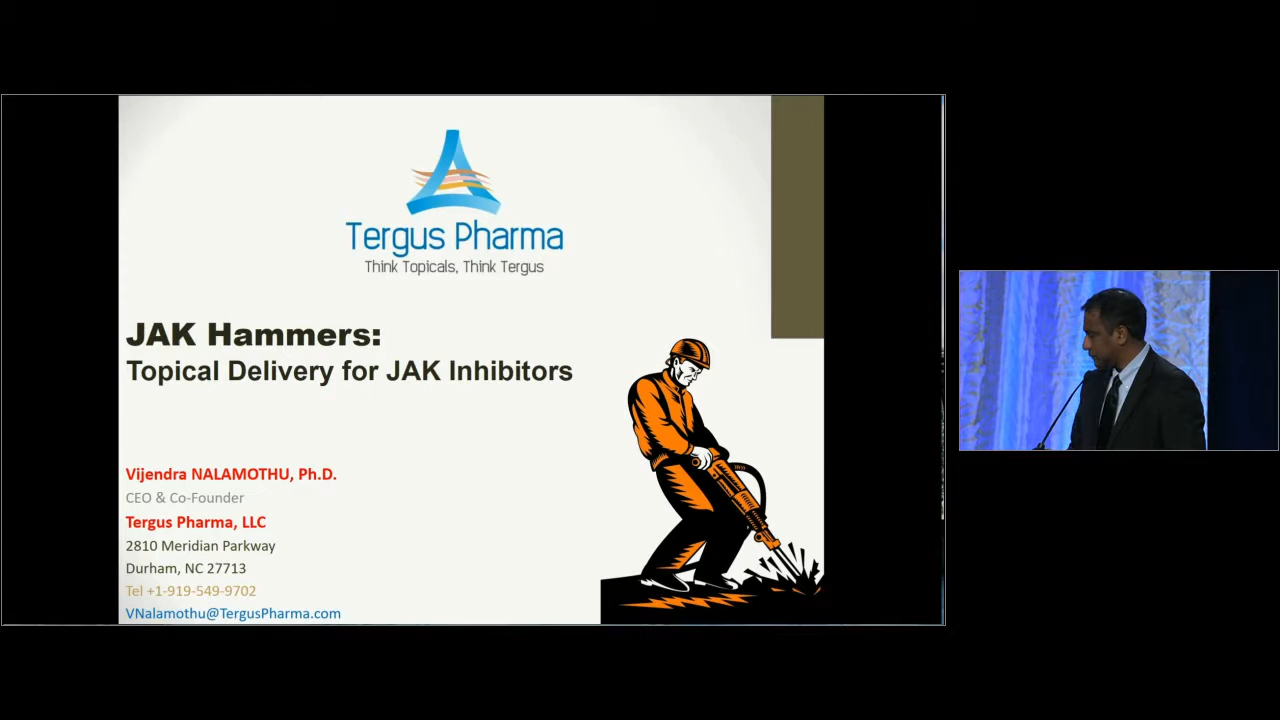 Tergus Pharma
Think Topicals, Think Tergus
JAK Hammers:
Topical Delivery for JAK Inhibitors
Vijendra NALAMOTHU, Ph.D.
CEO & Co-Founder
Tergus Pharma, LLC
2810 Meridian Parkway
Durham, NC 27713
Tel +1-919-549-9702
VNalamothu@TergusPharma.com